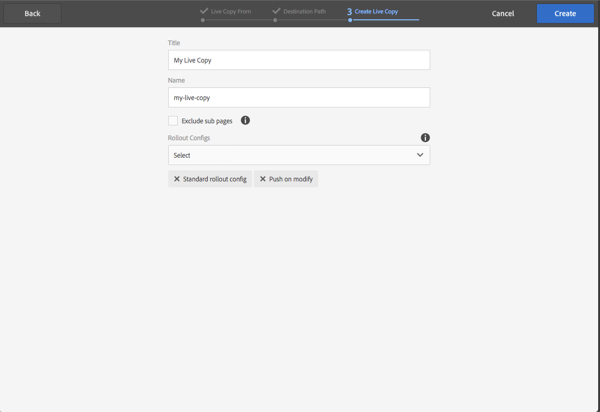 Back
Live Copy From
Destination Path
3 Create Live Copy
Cancel
Create
Title
My Live Copy
Name
my-live-copy
Exclude sub pages
Rollout Configs
Select
Standard rollout config
Push on modify